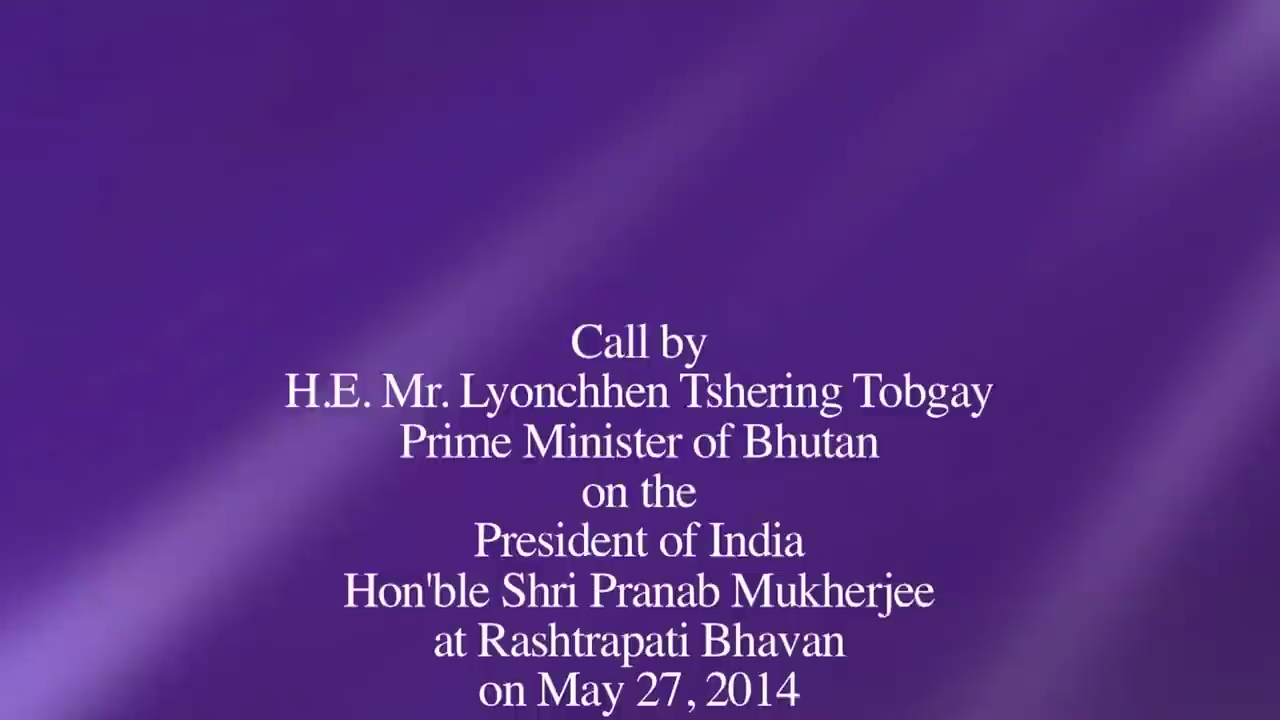 Call by
H.E. Mr. Lyonchhen Tshering Tobgay
Prime Minister of Bhutan
on the
President of India
Hon'ble Shri Pranab Mukherjee
at Rashtrapati Bhavan
on May 27, 2014